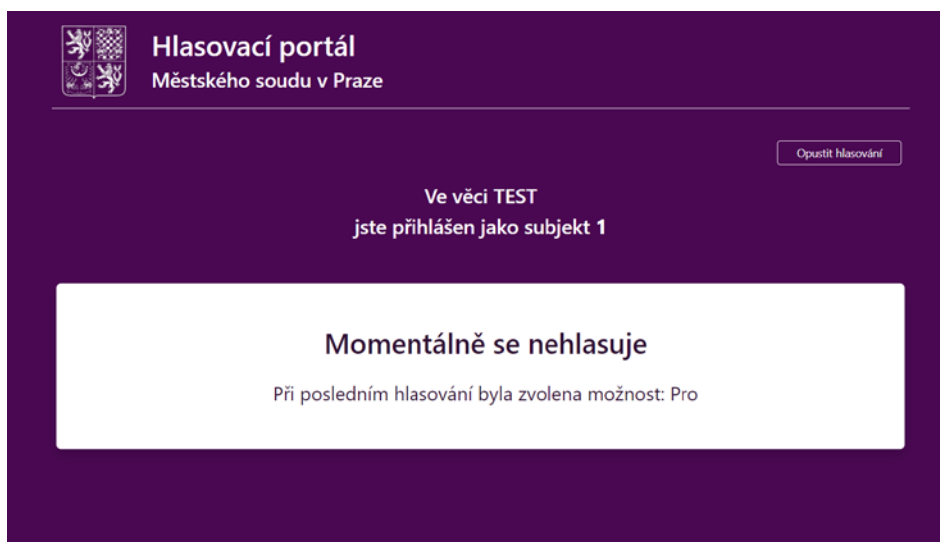 Hlasovací portál
Městského soudu v Praze
Opustit hlasování
Ve věci TEST
jste přihlášen jako subjekt 1
Momentálně se nehlasuje
Při posledním hlasování byla zvolena možnost: Pro